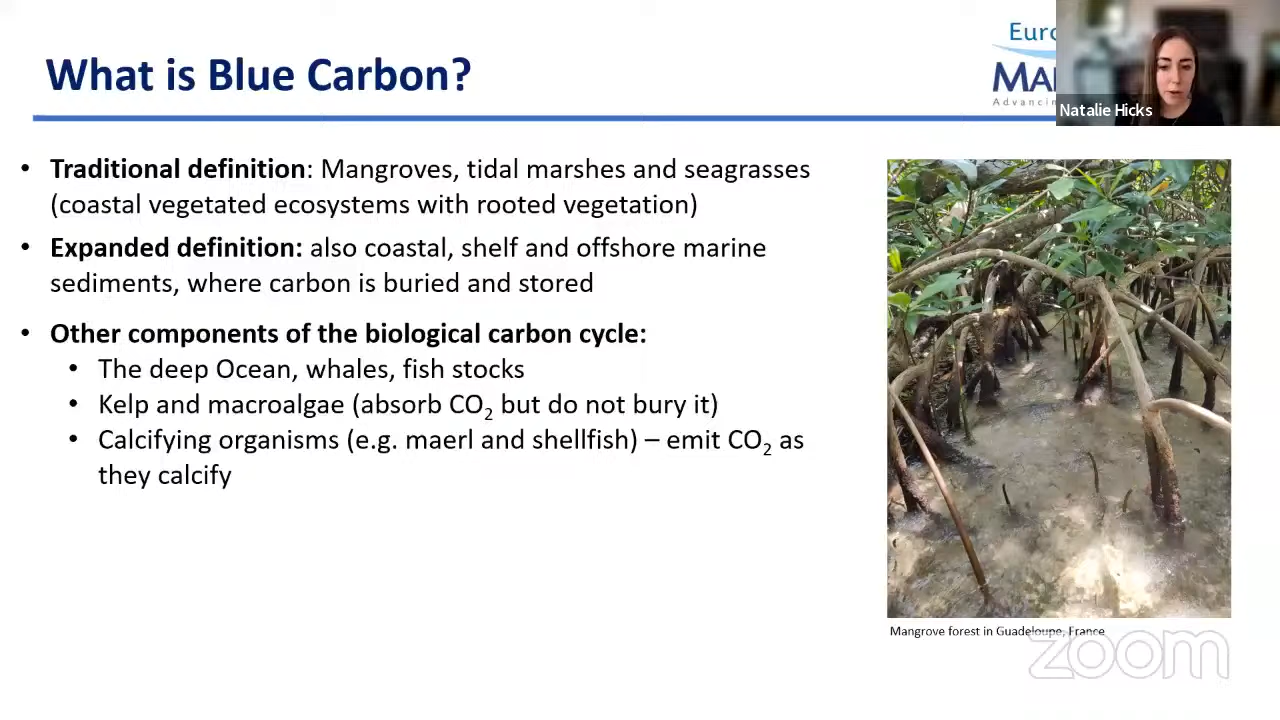 What is Blue Carbon?
Natalie Hicks
• Traditional definition: Mangroves, tidal marshes and seagrasses
(coastal vegetated ecosystems with rooted vegetation)
• Expanded definition: also coastal, shelf and offshore marine
sediments, where carbon is buried and stored
• Other components of the biological carbon cycle:
• The deep Ocean, whales, fish stocks
• Kelp and macroalgae (absorb CO₂ but do not bury it)
• Calcifying organisms (e.g. maerl and shellfish) – emit CO₂ as
they calcify
Mangrove forest in Guadeloupe, France
zoom